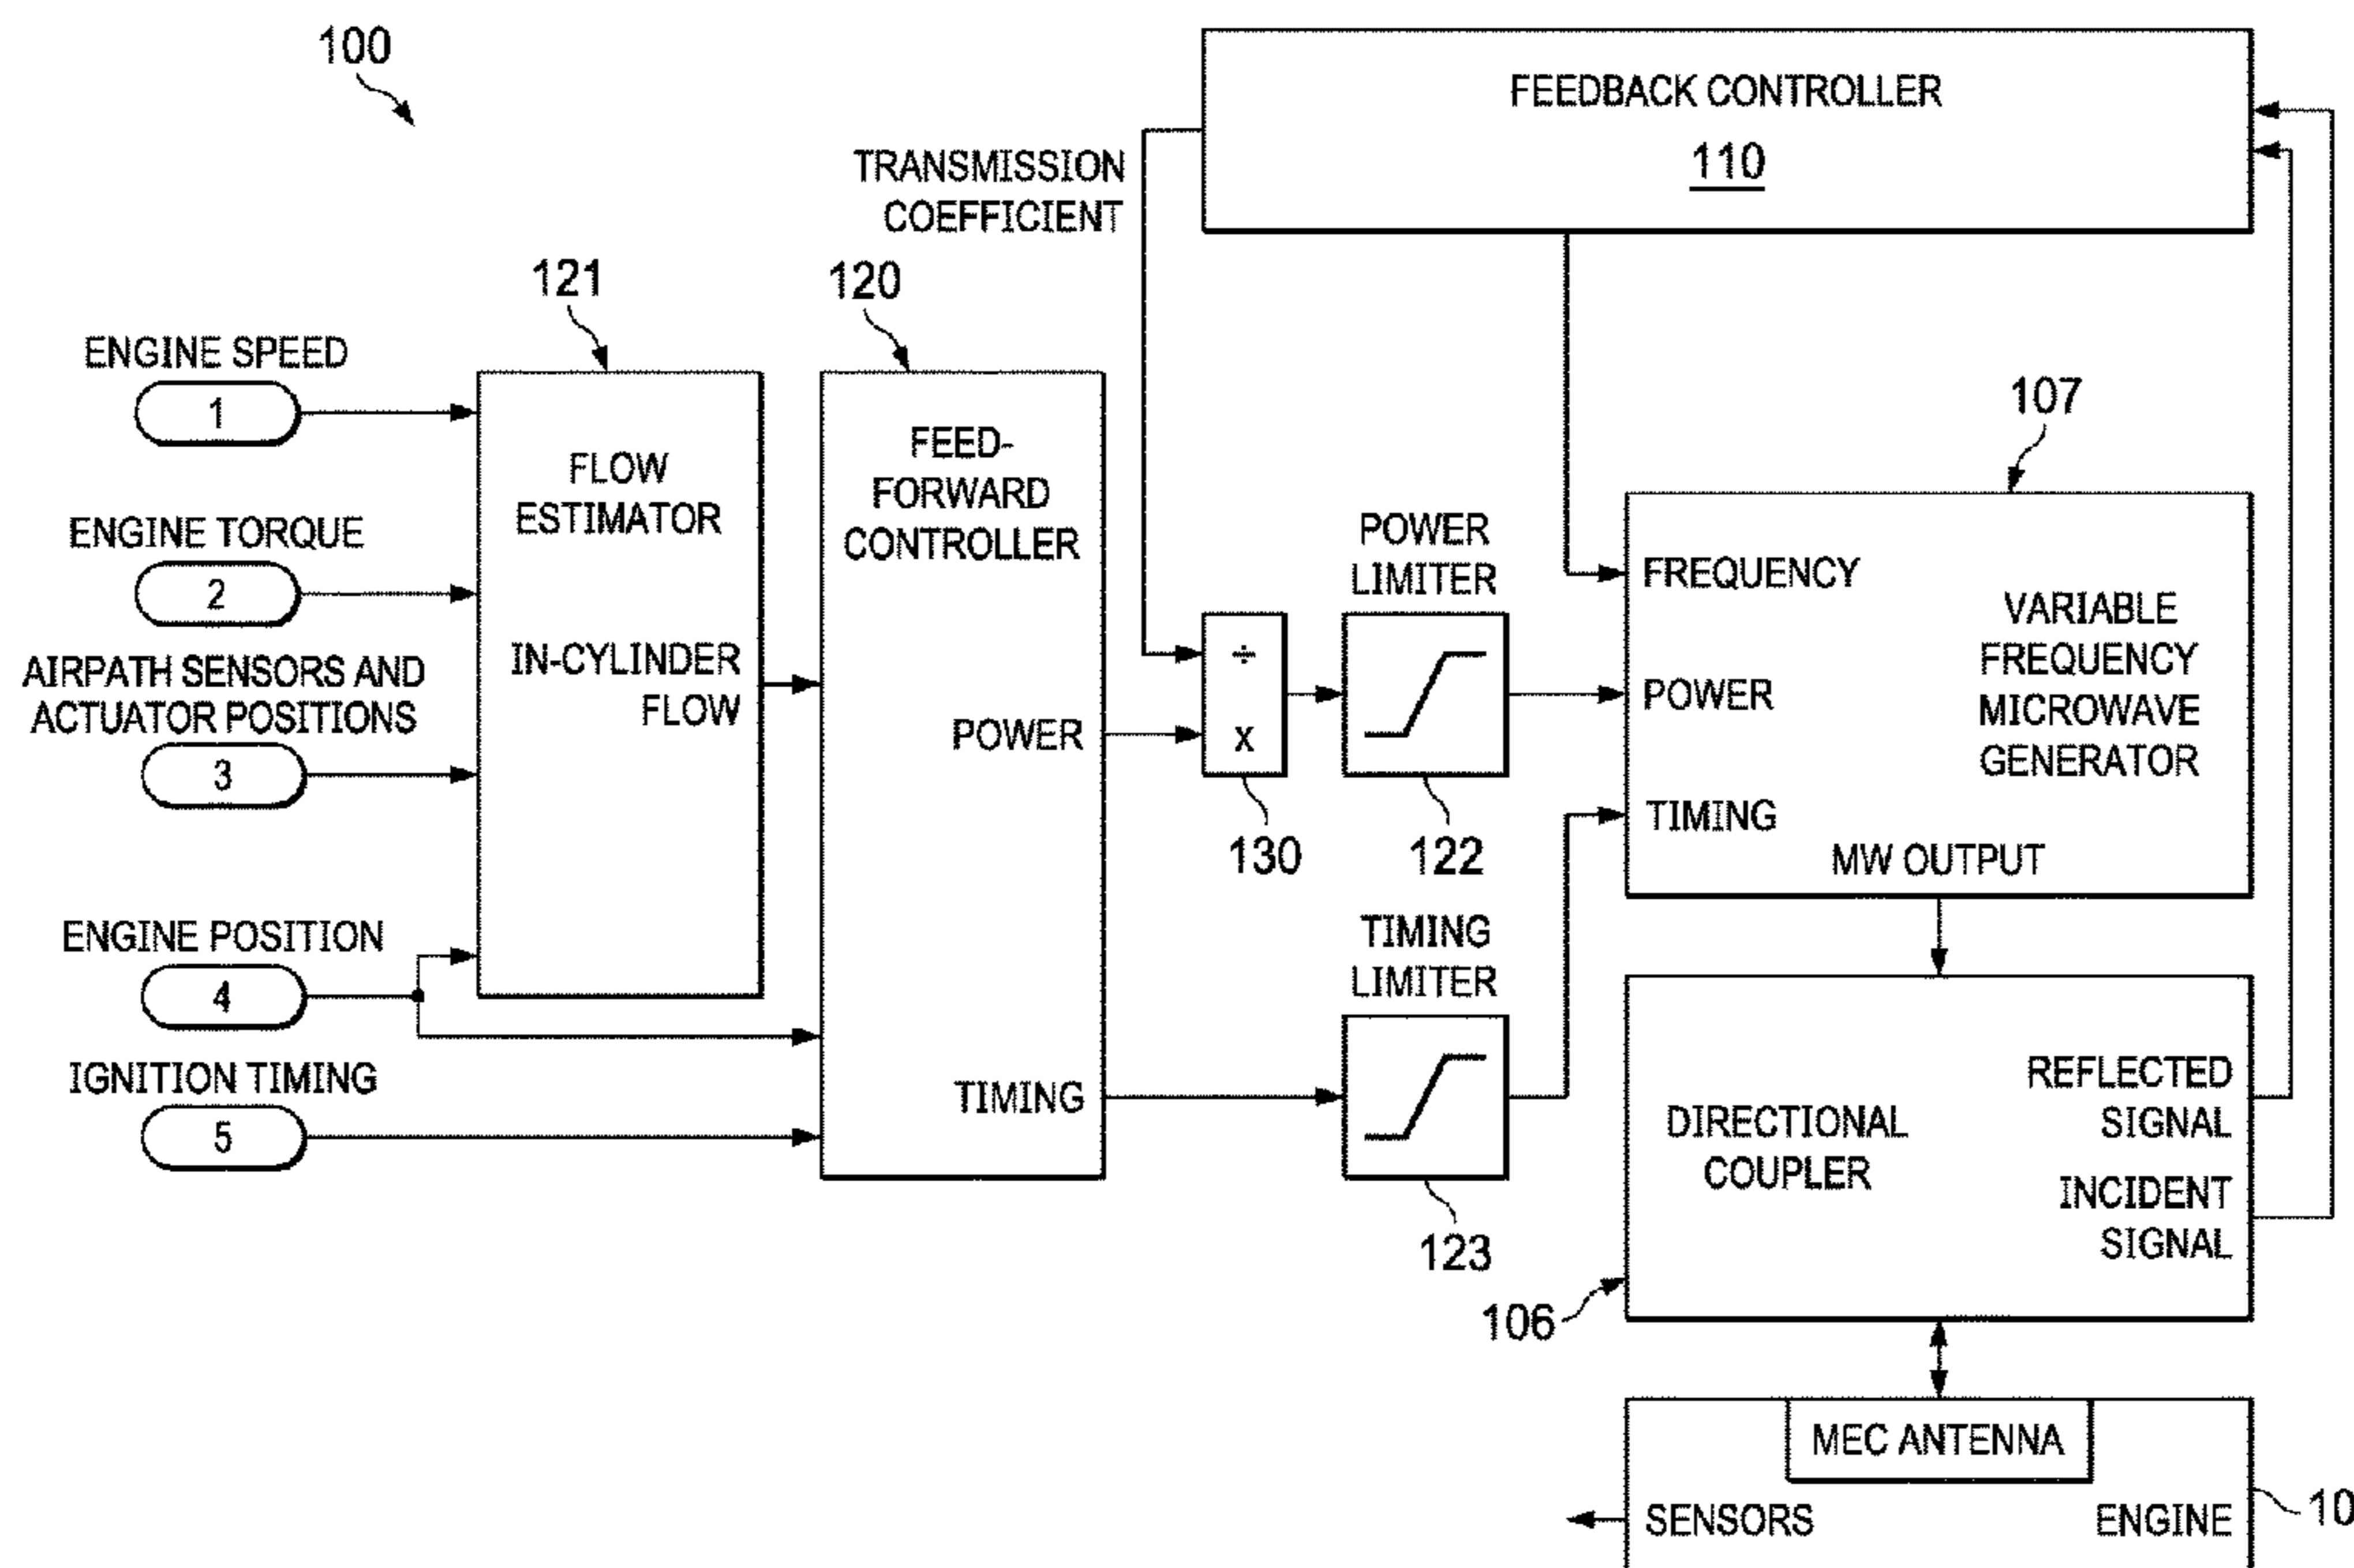 100
FEEDBACK CONTROLLER
110
TRANSMISSION
COEFFICIENT
121
120
ENGINE SPEED
1
ENGINE TORQUE
2
AIRPATH SENSORS AND
ACTUATOR POSITIONS
3
ENGINE POSITION
4
IGNITION TIMING
5
FLOW
ESTIMATOR
IN-CYLINDER
FLOW
FEED-
FORWARD
CONTROLLER
POWER
TIMING
÷
x
130
POWER
LIMITER
122
TIMING
LIMITER
123
107
FREQUENCY
POWER
TIMING
VARIABLE
FREQUENCY
MICROWAVE
GENERATOR
MW OUTPUT
DIRECTIONAL
COUPLER
REFLECTED
SIGNAL
INCIDENT
SIGNAL
106
MEC ANTENNA
SENSORS
ENGINE
10